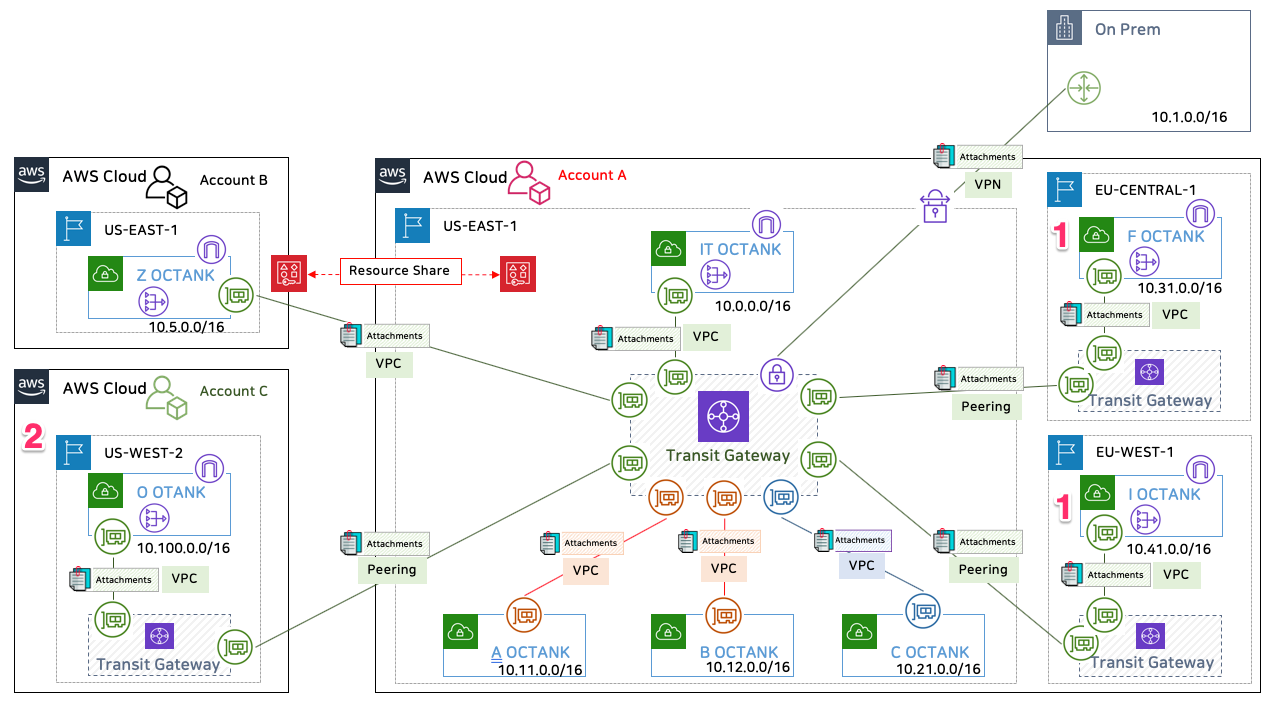 On Prem
10.1.0.0/16
Attachments
VPN
aws
AWS Cloud
Account B
US-EAST-1
Z OCTANK
10.5.0.0/16
Resource Share
Attachments
VPC
aws
AWS Cloud
Account A
US-EAST-1
IT OCTANK
10.0.0.0/16
Attachments
VPC
Transit Gateway
EU-CENTRAL-1
1
F OCTANK
10.31.0.0/16
Attachments
VPC
Transit Gateway
Attachments
Peering
aws
AWS Cloud
Account C
2
US-WEST-2
O OTANK
10.100.0.0/16
Attachments
VPC
Transit Gateway
Attachments
Peering
Attachments
VPC
Attachments
VPC
Attachments
VPC
Attachments
Peering
A OCTANK
10.11.0.0/16
B OCTANK
10.12.0.0/16
C OCTANK
10.21.0.0/16
EU-WEST-1
1
I OCTANK
10.41.0.0/16
Attachments
VPC
Transit Gateway